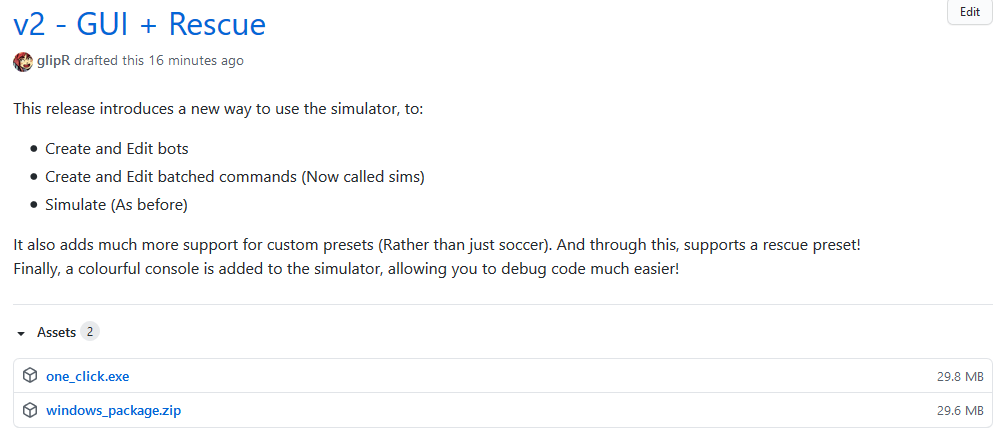 v2 - GUI + Rescue
Edit
glipR drafted this 16 minutes ago
This release introduces a new way to use the simulator, to:
• Create and Edit bots
• Create and Edit batched commands (Now called sims)
• Simulate (As before)
It also adds much more support for custom presets (Rather than just soccer). And through this, supports a rescue preset!
Finally, a colourful console is added to the simulator, allowing you to debug code much easier!
Assets 2
one_click.exe 29.8 MB
windows_package.zip 29.6 MB